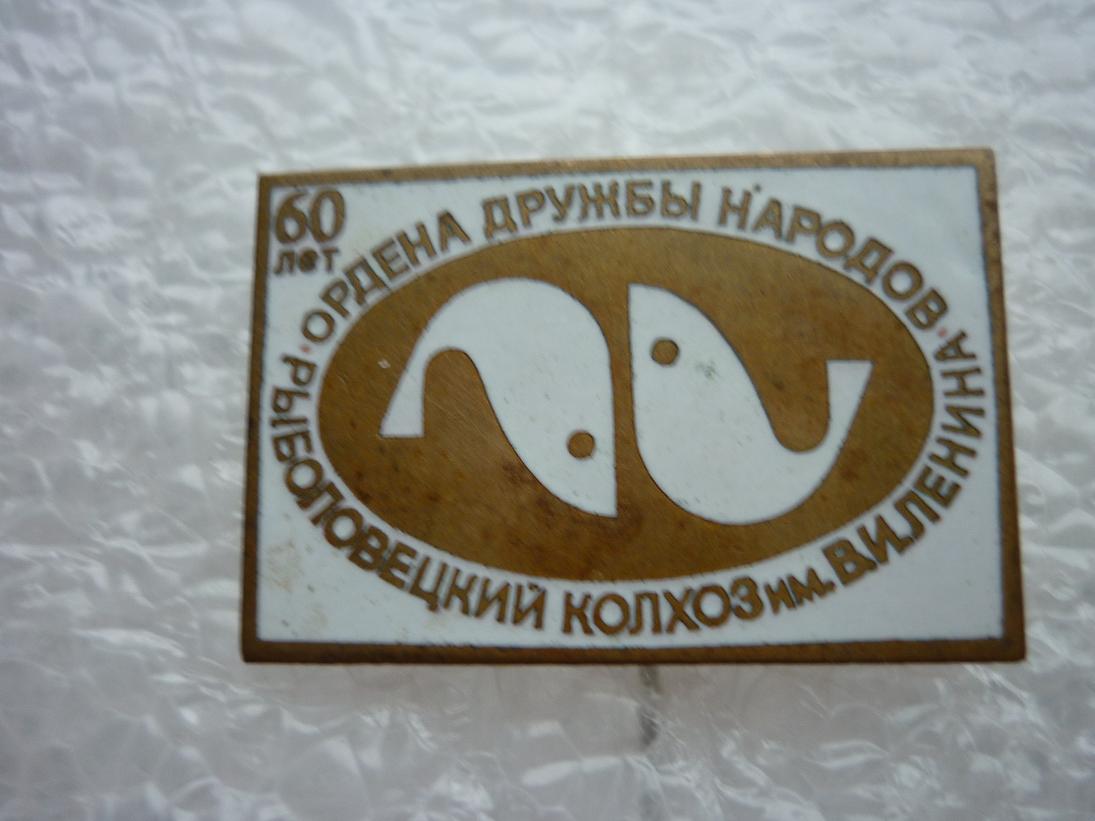 60
лет
·ОРДЕНА ДРУЖБЫ НАРОДОВ·
РЫБОЛОВЕЦКИЙ КОЛХОЗ им. В.И.ЛЕНИНА